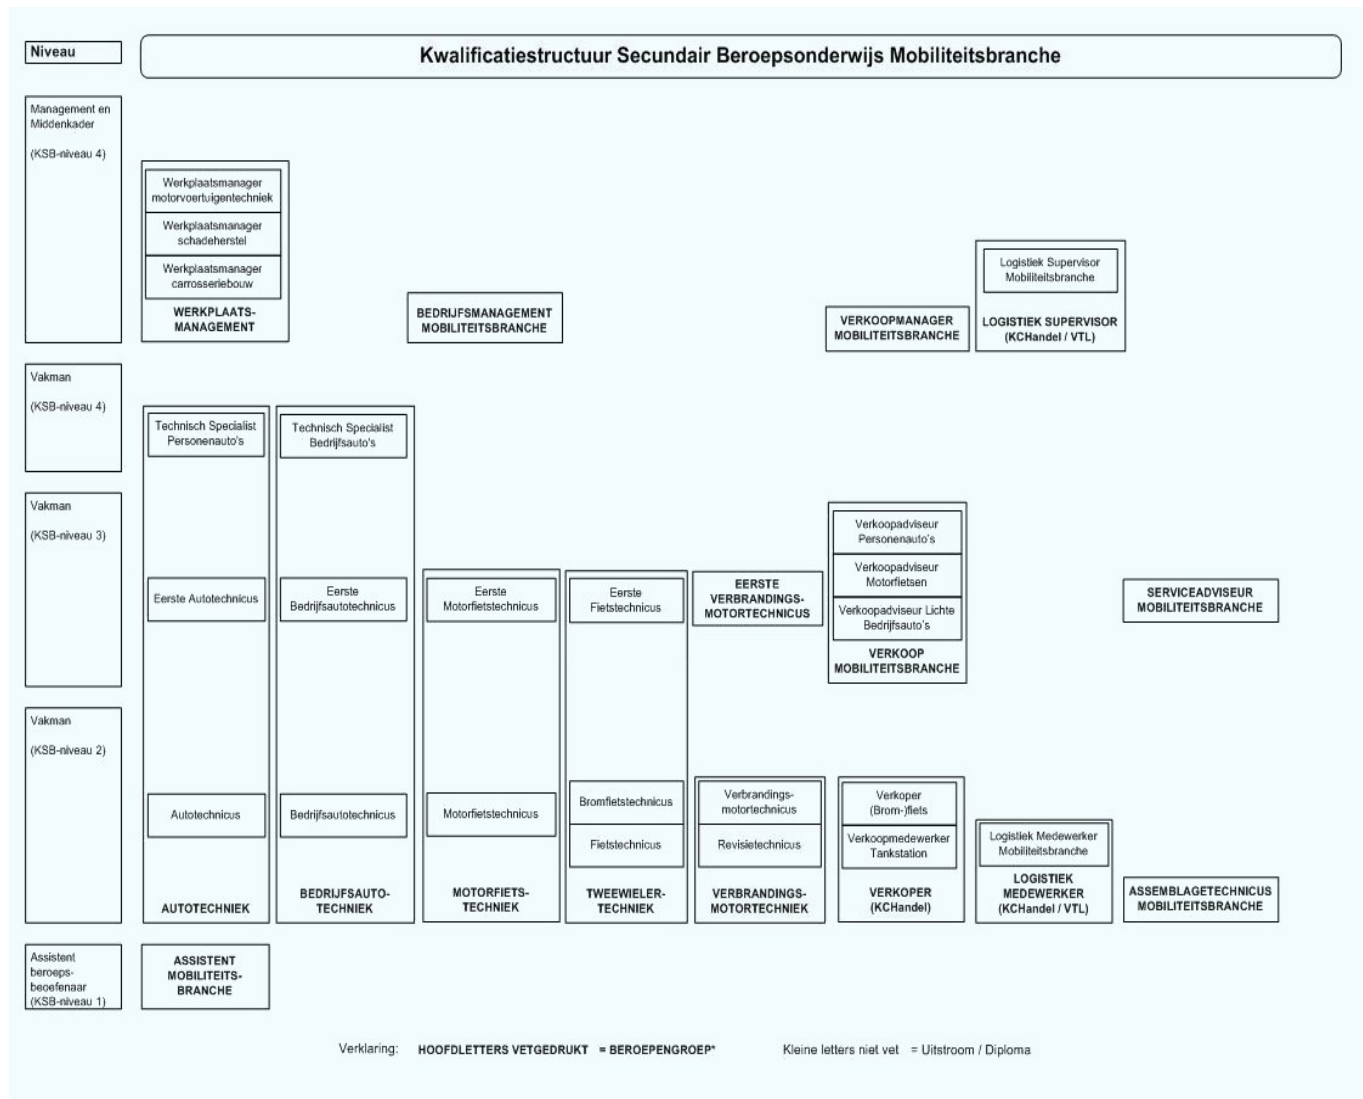 Niveau
Kwalificatiestructuur Secundair Beroepsonderwijs Mobiliteitsbranche
Management en
Middenkader
(KSB-niveau 4)
Werkplaatsmanager
motorvoertuigentechniek
Werkplaatsmanager
schadeherstel
Werkplaatsmanager
carrosseriebouw
WERKPLAATS-
MANAGEMENT
BEDRIJFSMANAGEMENT
MOBILITEITSBRANCHE
VERKOOPMANAGER
MOBILITEITSBRANCHE
Logistiek Supervisor
Mobiliteitsbranche
LOGISTIEK SUPERVISOR
(KCHandel / VTL)
Vakman
(KSB-niveau 4)
Technisch Specialist
Personenauto's
Technisch Specialist
Bedrijfsauto's
Vakman
(KSB-niveau 3)
Eerste Autotechnicus
Eerste
Bedrijfsautotechnicus
Eerste
Motorfietstechnicus
Eerste
Fietstechnicus
EERSTE
VERBRANDINGS-
MOTORTECHNICUS
Verkoopadviseur
Personenauto's
Verkoopadviseur
Motorfietsen
Verkoopadviseur Lichte
Bedrijfsauto's
VERKOOP
MOBILITEITSBRANCHE
SERVICEADVISEUR
MOBILITEITSBRANCHE
Vakman
(KSB-niveau 2)
Autotechnicus
AUTOTECHNIEK
Bedrijfsautotechnicus
BEDRIJFSAUTO-
TECHNIEK
Motorfietstechnicus
MOTORFIETS-
TECHNIEK
Bromfietstechnicus
Fietstechnicus
TWEEWIELER-
TECHNIEK
Verbrandings-
motortechnicus
Revisietechnicus
VERBRANDINGS-
MOTORTECHNIEK
Verkoper
(Brom-)fiets
Verkoopmedewerker
Tankstation
VERKOPER
(KCHandel)
Logistiek Medewerker
Mobiliteitsbranche
LOGISTIEK
MEDEWERKER
(KCHandel / VTL)
ASSEMBLAGETECHNICUS
MOBILITEITSBRANCHE
Assistent
beroeps-
beoefenaar
(KSB-niveau 1)
ASSISTENT
MOBILITEITS-
BRANCHE
Verklaring: HOOFDLETTERS VETGEDRUKT = BEROEPENGROEP* Kleine letters niet vet = Uitstroom / Diploma